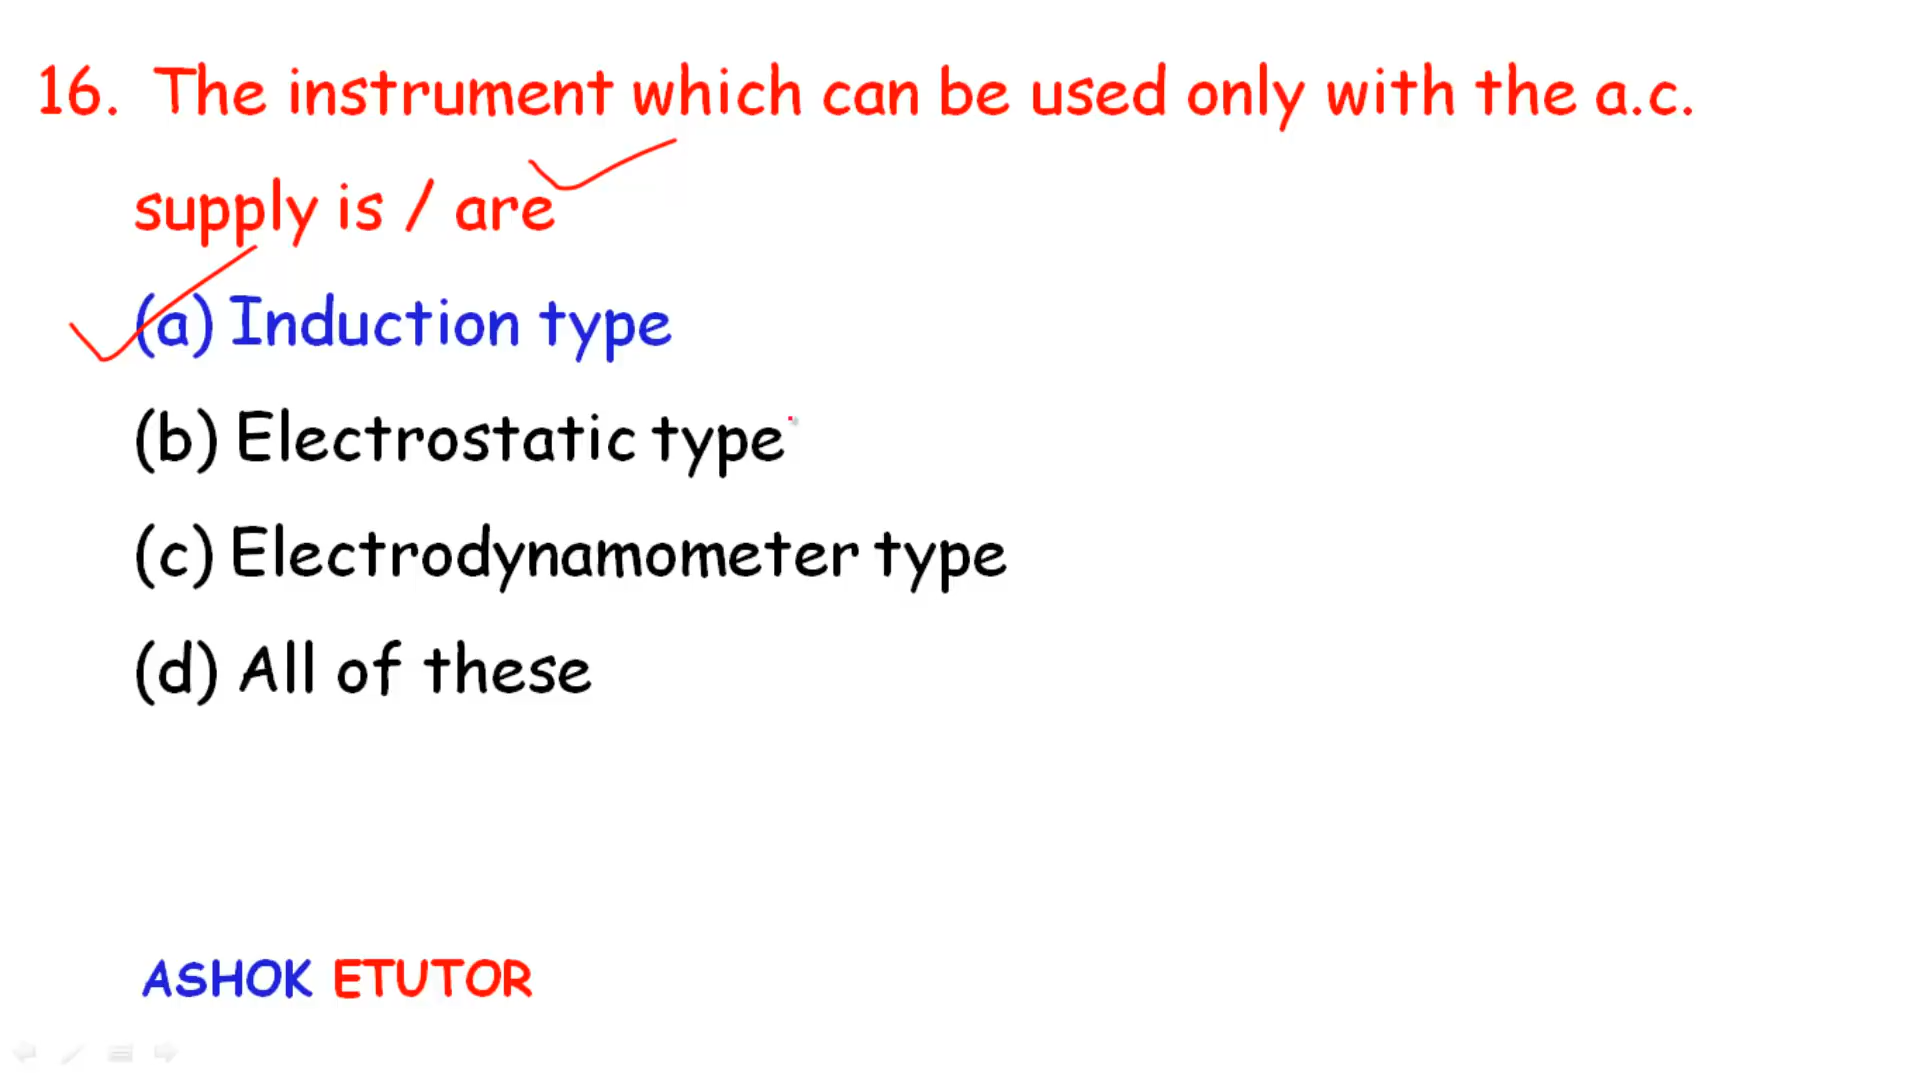 16. The instrument which can be used only with the a.c.
supply is / are
(a) Induction type
(b) Electrostatic type
(c) Electrodynamometer type
(d) All of these
ASHOK ETUTOR